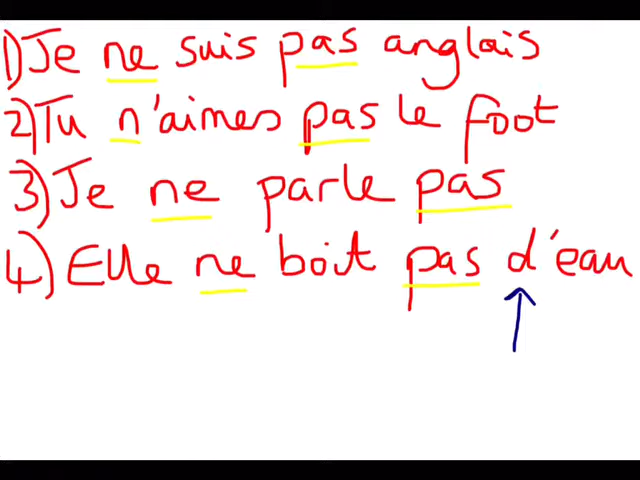 1) Je ne suis pas anglais
2) Tu n'aimes pas le foot
3) Je ne parle pas
4) Elle ne boit pas d'eau